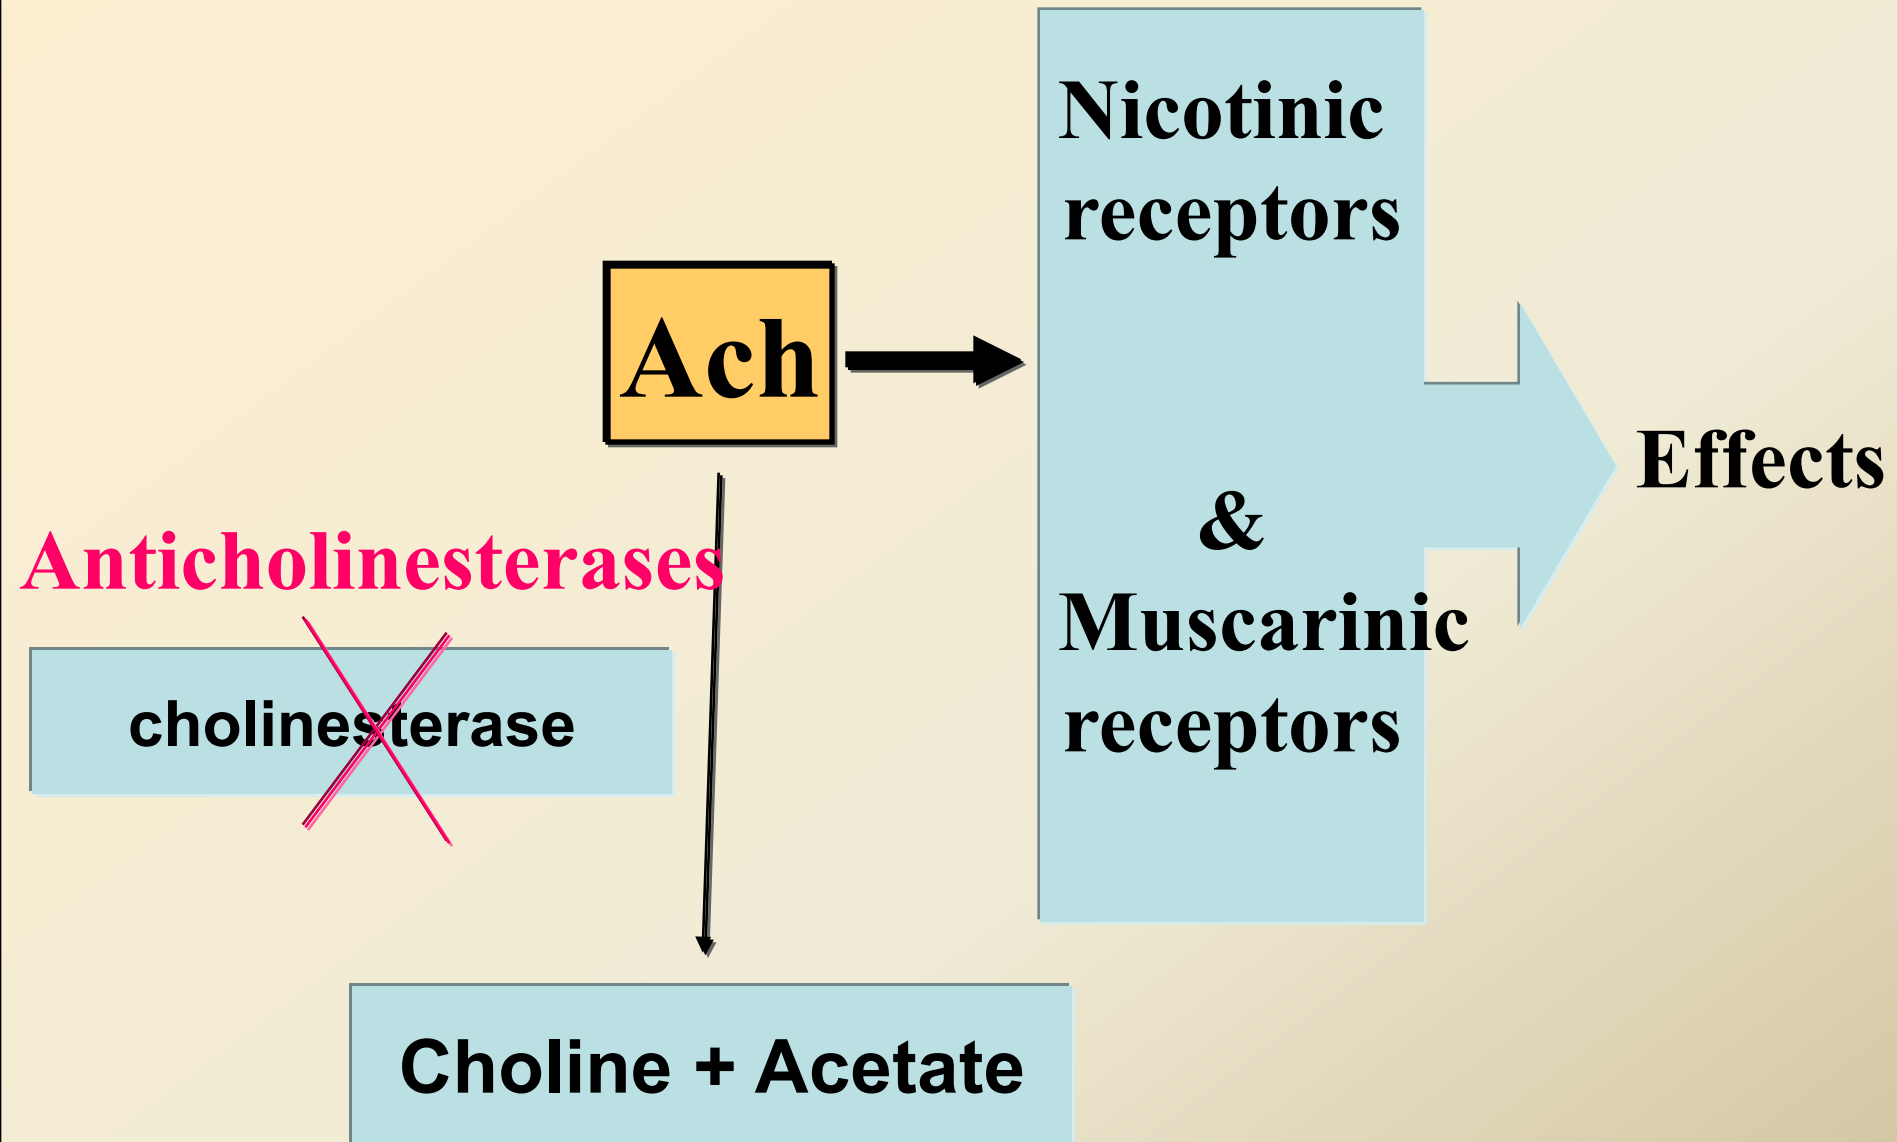 Nicotinic
receptors
Ach
&
Muscarinic
receptors
Effects
Anticholinesterases
cholinesterase
Choline + Acetate